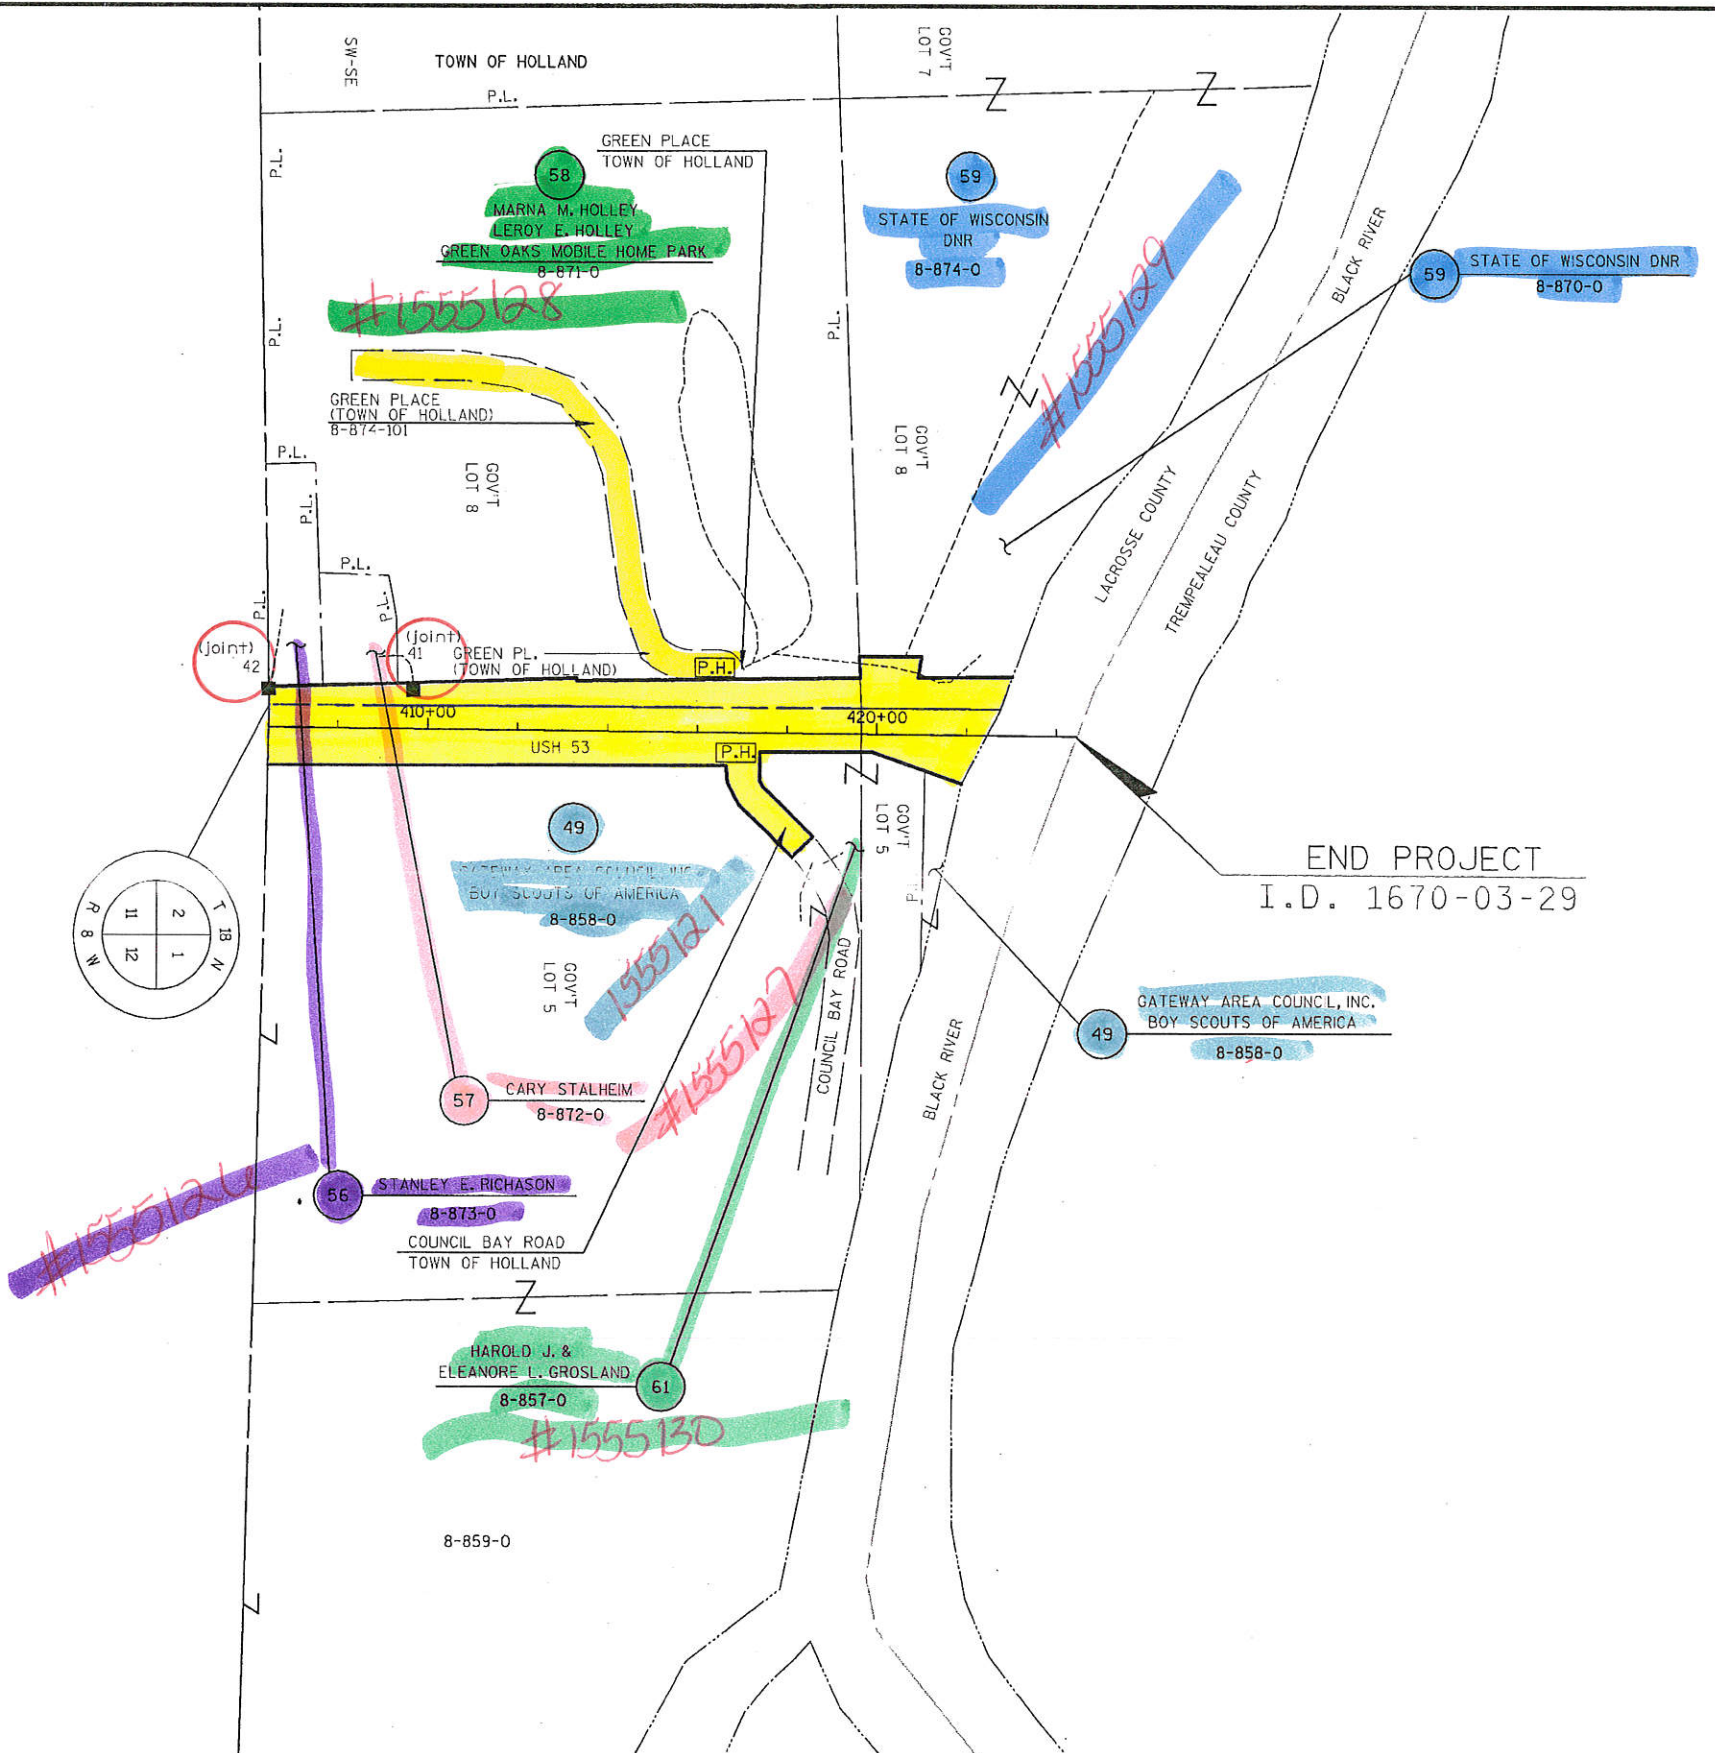 SW-SE
TOWN OF HOLLAND
GOV'T
LOT 7
P.L.
P.L.
GREEN PLACE
TOWN OF HOLLAND
58
MARNA M. HOLLEY
LEROY E. HOLLEY
GREEN OAKS MOBILE HOME PARK
8-871-0
#1555128
59
STATE OF WISCONSIN
DNR
8-874-0
#1555129
BLACK RIVER
59
STATE OF WISCONSIN DNR
8-870-0
P.L.
P.L.
GREEN PLACE
(TOWN OF HOLLAND)
8-874-101
GOV'T
LOT 8
GOV'T
LOT 8
P.L.
P.L.
P.L.
P.L.
P.L.
LACROSSE COUNTY
TREMPEALEAU COUNTY
(joint)
42
(joint)
41
GREEN PL.
(TOWN OF HOLLAND)
P.H.
410+00
420+00
USH 53
P.H.
49
GATEWAY AREA COUNCIL, INC.
BOY SCOUTS OF AMERICA
8-858-0
1555121
GOV'T
LOT 5
GOV'T
LOT 5
P.L.
END PROJECT
I.D. 1670-03-29
T 18 N
R 8 W
2
1
11
12
#1555127
COUNCIL BAY ROAD
BLACK RIVER
49
GATEWAY AREA COUNCIL, INC.
BOY SCOUTS OF AMERICA
8-858-0
57
CARY STALHEIM
8-872-0
#1555126
56
STANLEY E. RICHASON
8-873-0
COUNCIL BAY ROAD
TOWN OF HOLLAND
HAROLD J. &
ELEANORE L. GROSLAND
8-857-0
61
#1555130
8-859-0